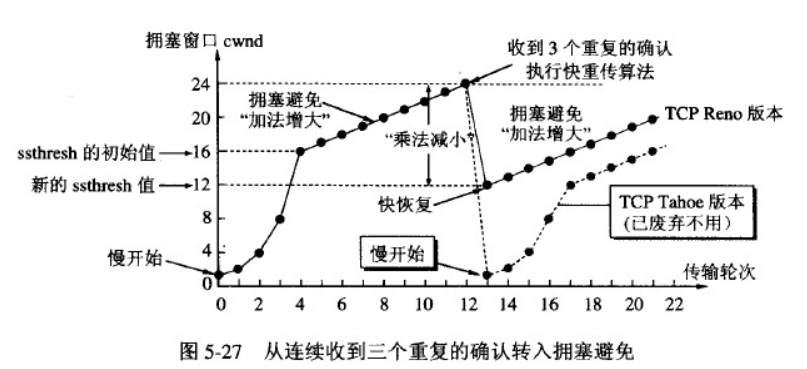 拥塞窗口 cwnd
收到 3 个重复的确认
执行快重传算法
24
20
16
12
8
4
0
拥塞避免
“加法增大”
“乘法减小”
拥塞避免
“加法增大”
TCP Reno 版本
ssthresh 的初始值
新的 ssthresh 值
快恢复
TCP Tahoe 版本
(已废弃不用)
慢开始
慢开始
传输轮次
0 2 4 6 8 10 12 14 16 18 20 22
图 5-27 从连续收到三个重复的确认转入拥塞避免